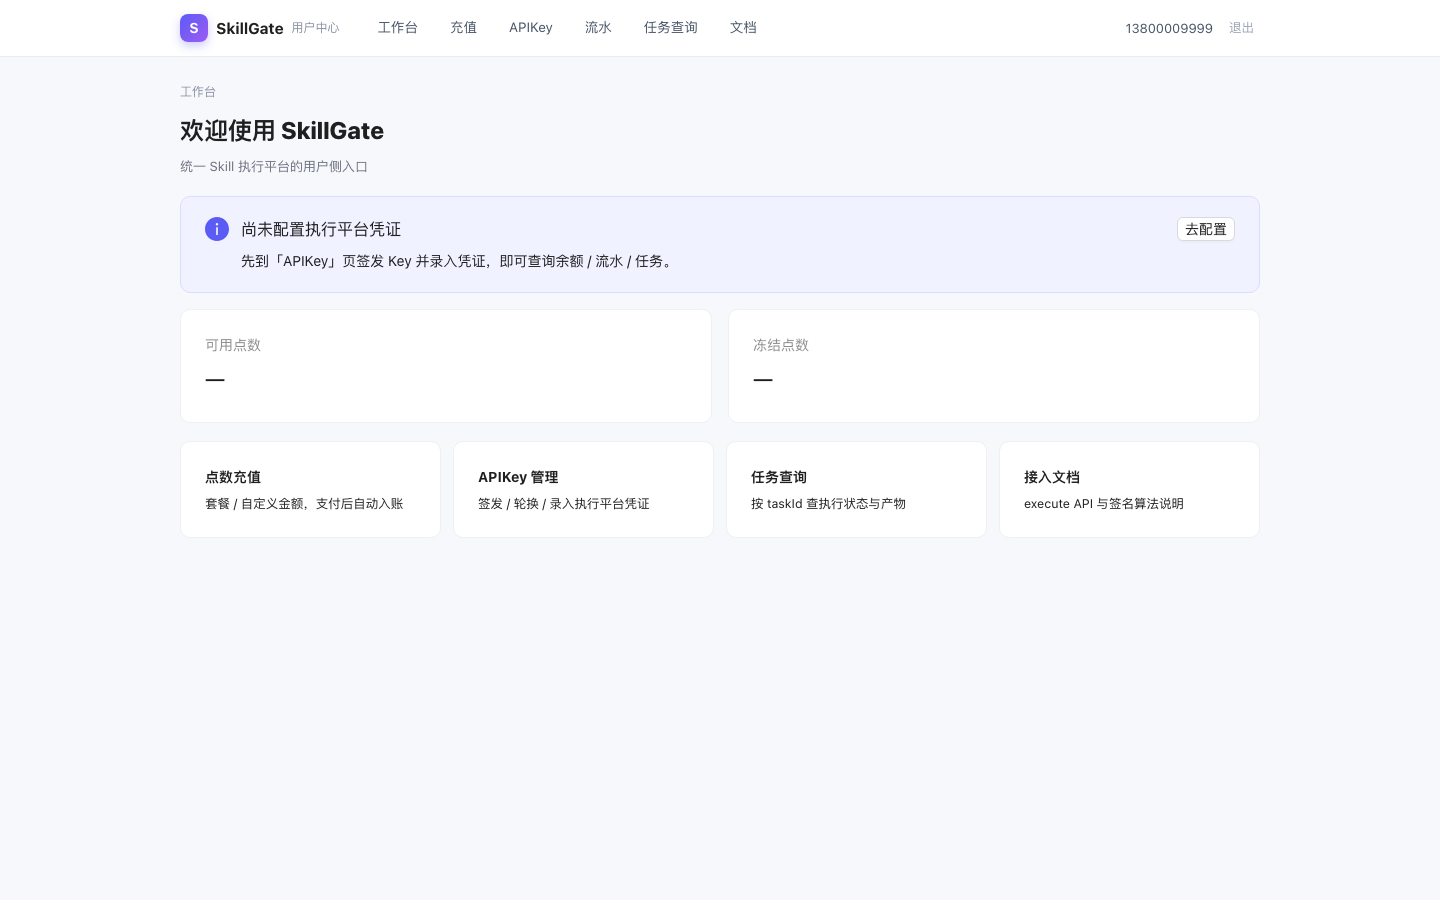 S SkillGate 用户中心 工作台 充值 APIKey 流水 任务查询 文档 13800009999 退出
工作台
欢迎使用 SkillGate
统一 Skill 执行平台的用户侧入口
尚未配置执行平台凭证 去配置
先到「APIKey」页签发 Key 并录入凭证，即可查询余额 / 流水 / 任务。
可用点数
—
冻结点数
—
点数充值
套餐 / 自定义金额，支付后自动入账
APIKey 管理
签发 / 轮换 / 录入执行平台凭证
任务查询
按 taskId 查执行状态与产物
接入文档
execute API 与签名算法说明